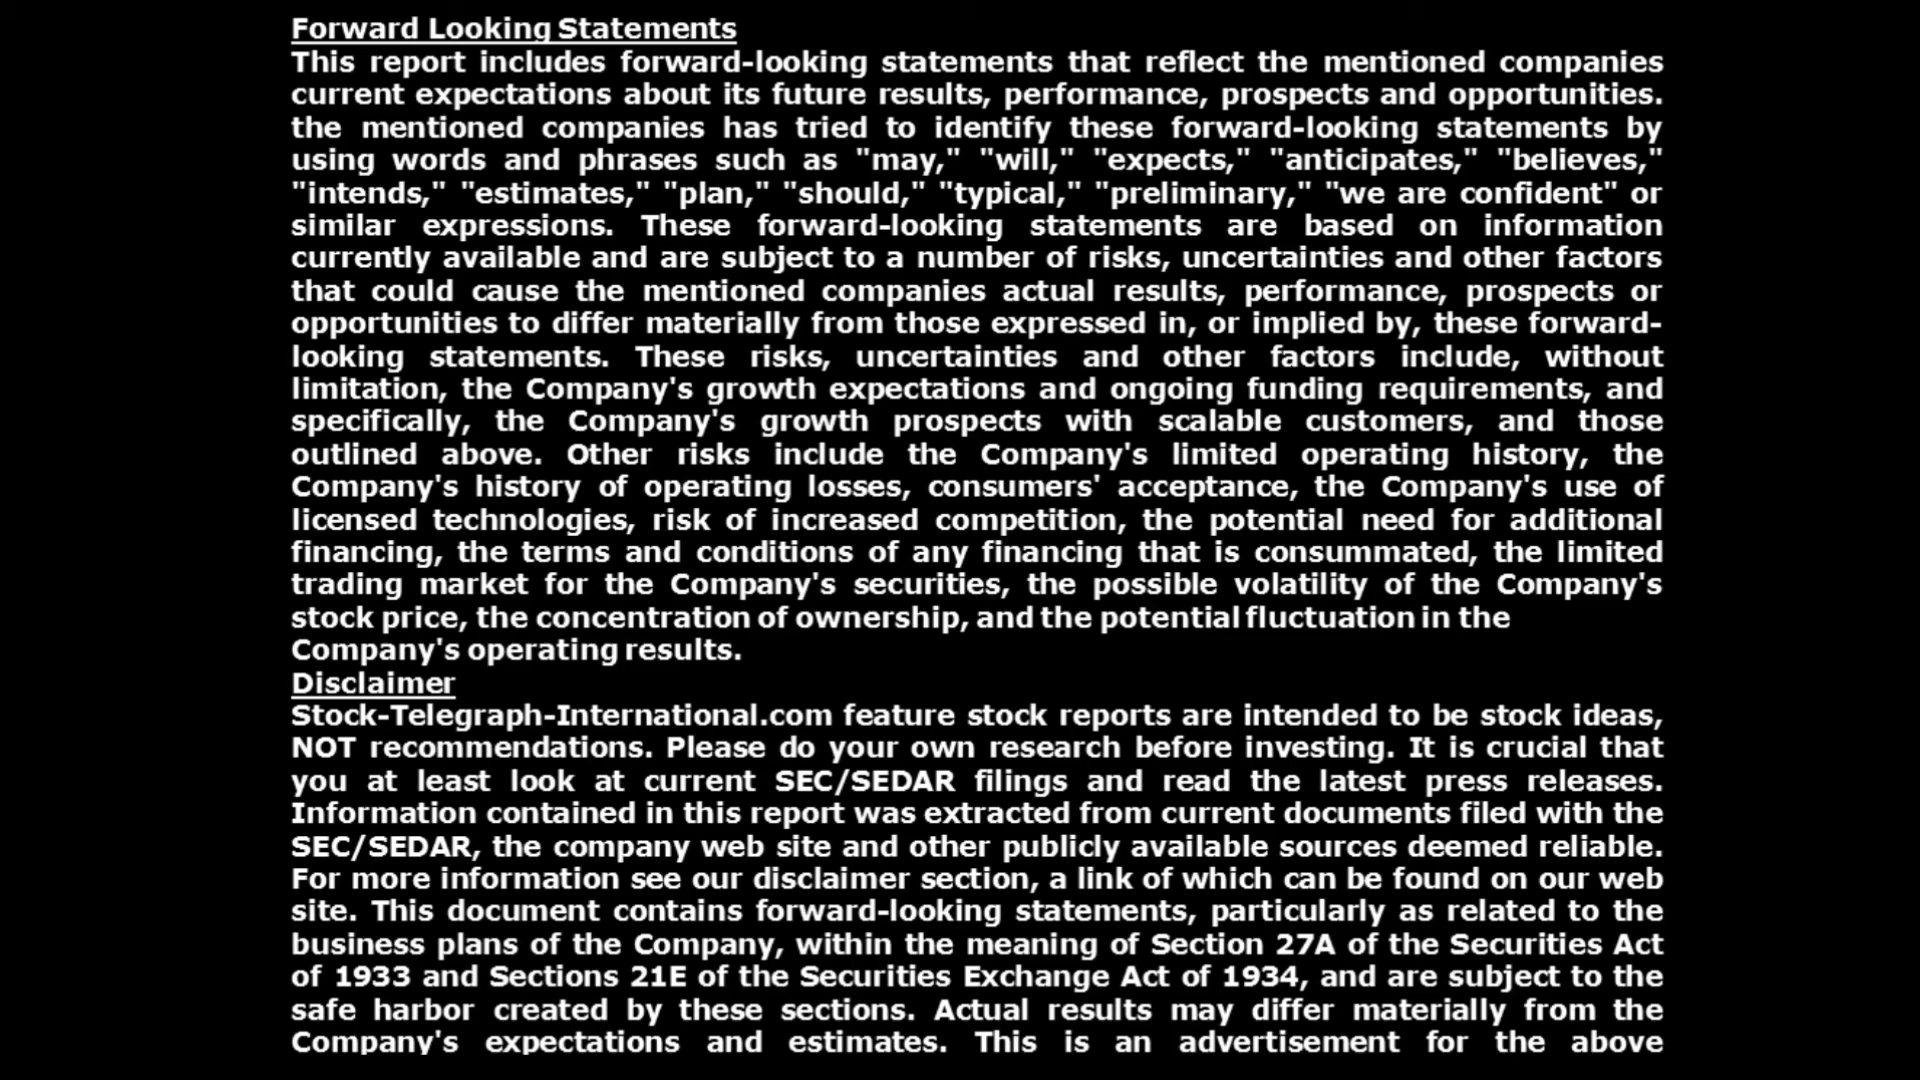 Forward Looking Statements
This report includes forward-looking statements that reflect the mentioned companies
current expectations about its future results, performance, prospects and opportunities.
the mentioned companies has tried to identify these forward-looking statements by
using words and phrases such as "may," "will," "expects," "anticipates," "believes,"
"intends," "estimates," "plan," "should," "typical," "preliminary," "we are confident" or
similar expressions. These forward-looking statements are based on information
currently available and are subject to a number of risks, uncertainties and other factors
that could cause the mentioned companies actual results, performance, prospects or
opportunities to differ materially from those expressed in, or implied by, these forward-
looking statements. These risks, uncertainties and other factors include, without
limitation, the Company's growth expectations and ongoing funding requirements, and
specifically, the Company's growth prospects with scalable customers, and those
outlined above. Other risks include the Company's limited operating history, the
Company's history of operating losses, consumers' acceptance, the Company's use of
licensed technologies, risk of increased competition, the potential need for additional
financing, the terms and conditions of any financing that is consummated, the limited
trading market for the Company's securities, the possible volatility of the Company's
stock price, the concentration of ownership, and the potential fluctuation in the
Company's operating results.
Disclaimer
Stock-Telegraph-International.com feature stock reports are intended to be stock ideas,
NOT recommendations. Please do your own research before investing. It is crucial that
you at least look at current SEC/SEDAR filings and read the latest press releases.
Information contained in this report was extracted from current documents filed with the
SEC/SEDAR, the company web site and other publicly available sources deemed reliable.
For more information see our disclaimer section, a link of which can be found on our web
site. This document contains forward-looking statements, particularly as related to the
business plans of the Company, within the meaning of Section 27A of the Securities Act
of 1933 and Sections 21E of the Securities Exchange Act of 1934, and are subject to the
safe harbor created by these sections. Actual results may differ materially from the
Company's expectations and estimates. This is an advertisement for the above